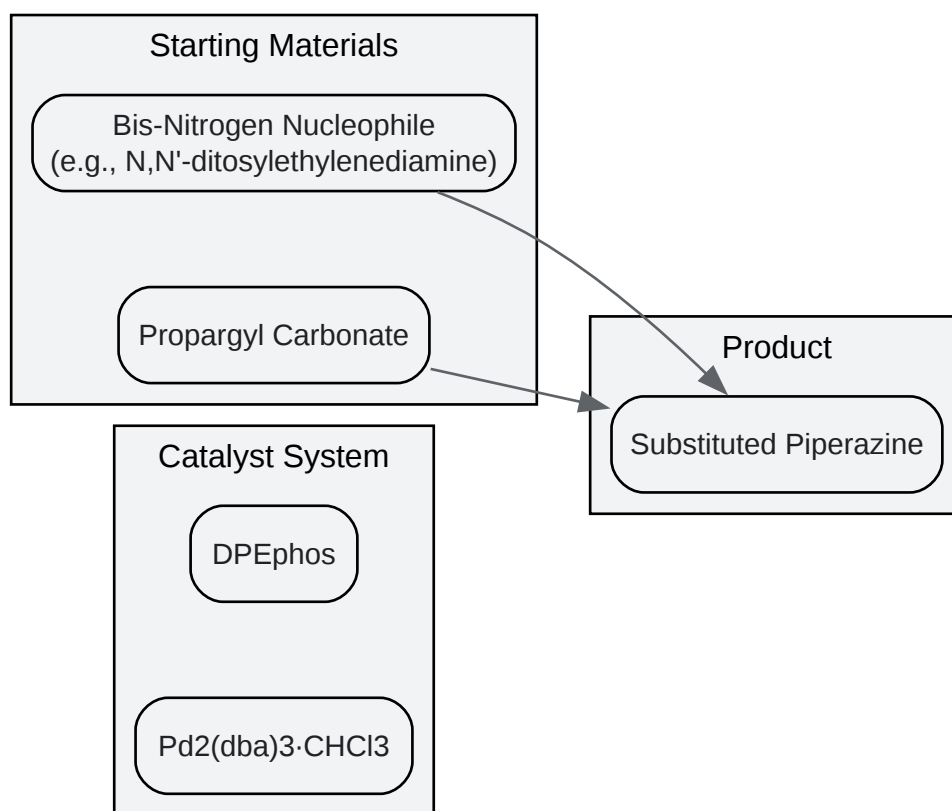 Starting Materials
Bis-Nitrogen Nucleophile
(e.g., N,N'-ditosylethylenediamine)
Propargyl Carbonate
Product
Substituted Piperazine
Catalyst System
DPEphos
Pd2(dba)3·CHCl3